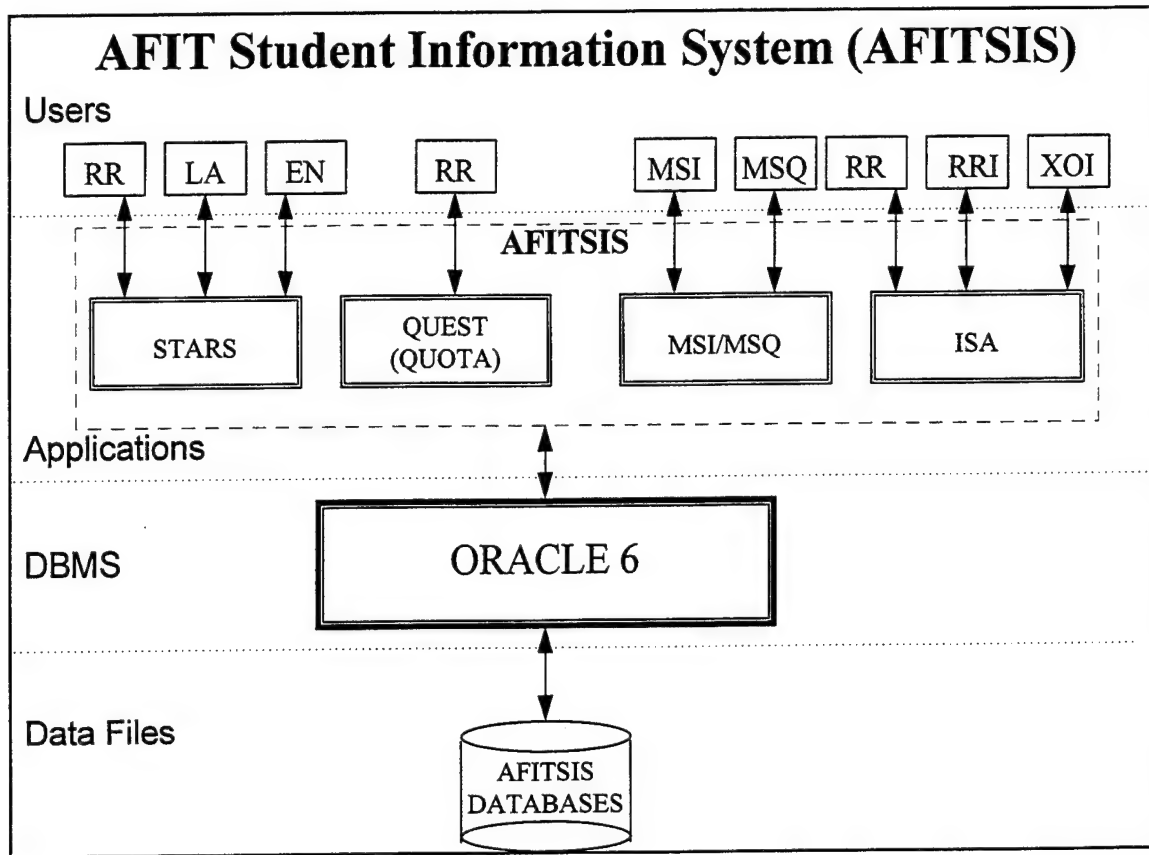 AFIT Student Information System (AFITSIS)
Users
RR LA EN RR MSI MSQ RR RRI XOI
AFITSIS
STARS
QUEST
(QUOTA)
MSI/MSQ
ISA
Applications
DBMS
ORACLE 6
Data Files
AFITSIS
DATABASES